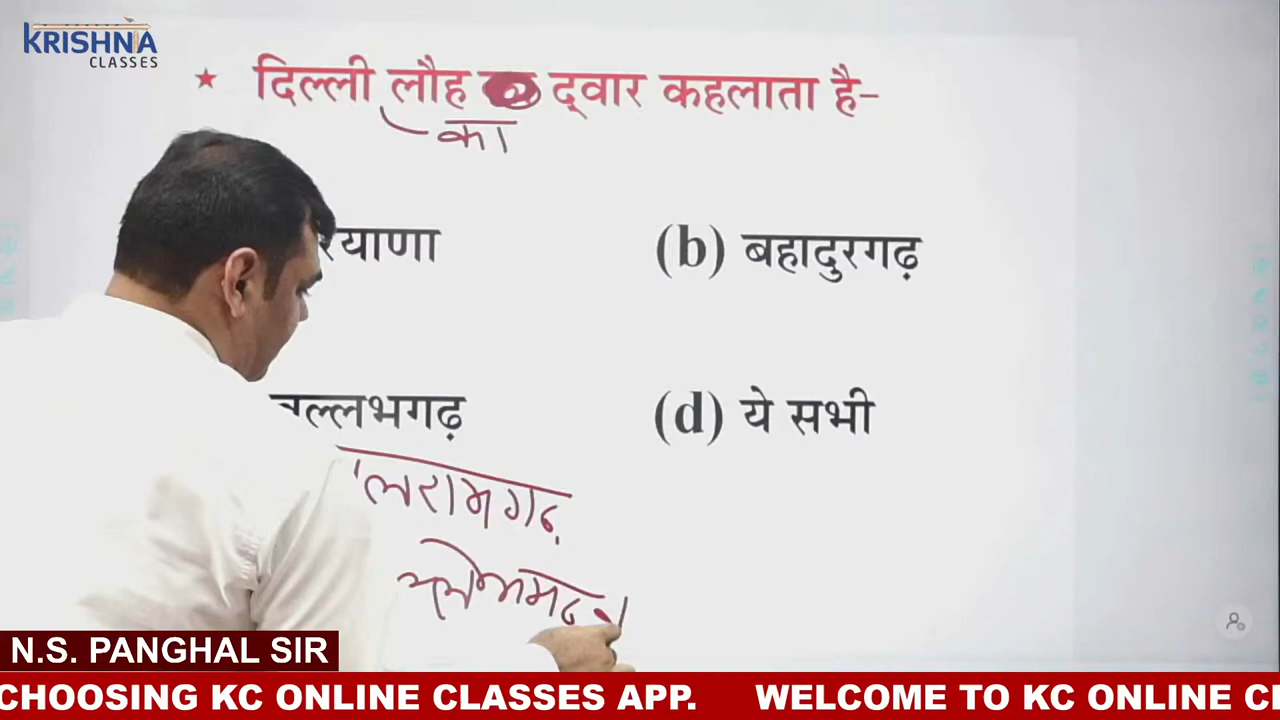 KRISHNA
CLASSES
★ दिल्ली लौह द्वार कहलाता है-
का
रयाणा
(b) बहादुरगढ़
ल्लभगढ़
(d) ये सभी
लरामगढ़
N.S. PANGHAL SIR
CHOOSING KC ONLINE CLASSES APP. WELCOME TO KC ONLINE CL